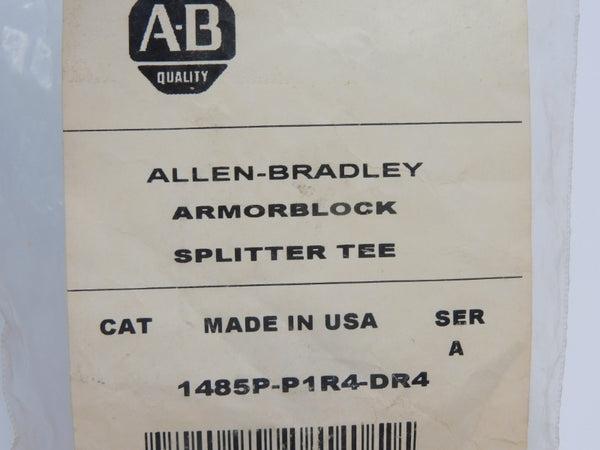 A-B
QUALITY
ALLEN-BRADLEY
ARMORBLOCK
SPLITTER TEE
CAT MADE IN USA SER
A
1485P-P1R4-DR4